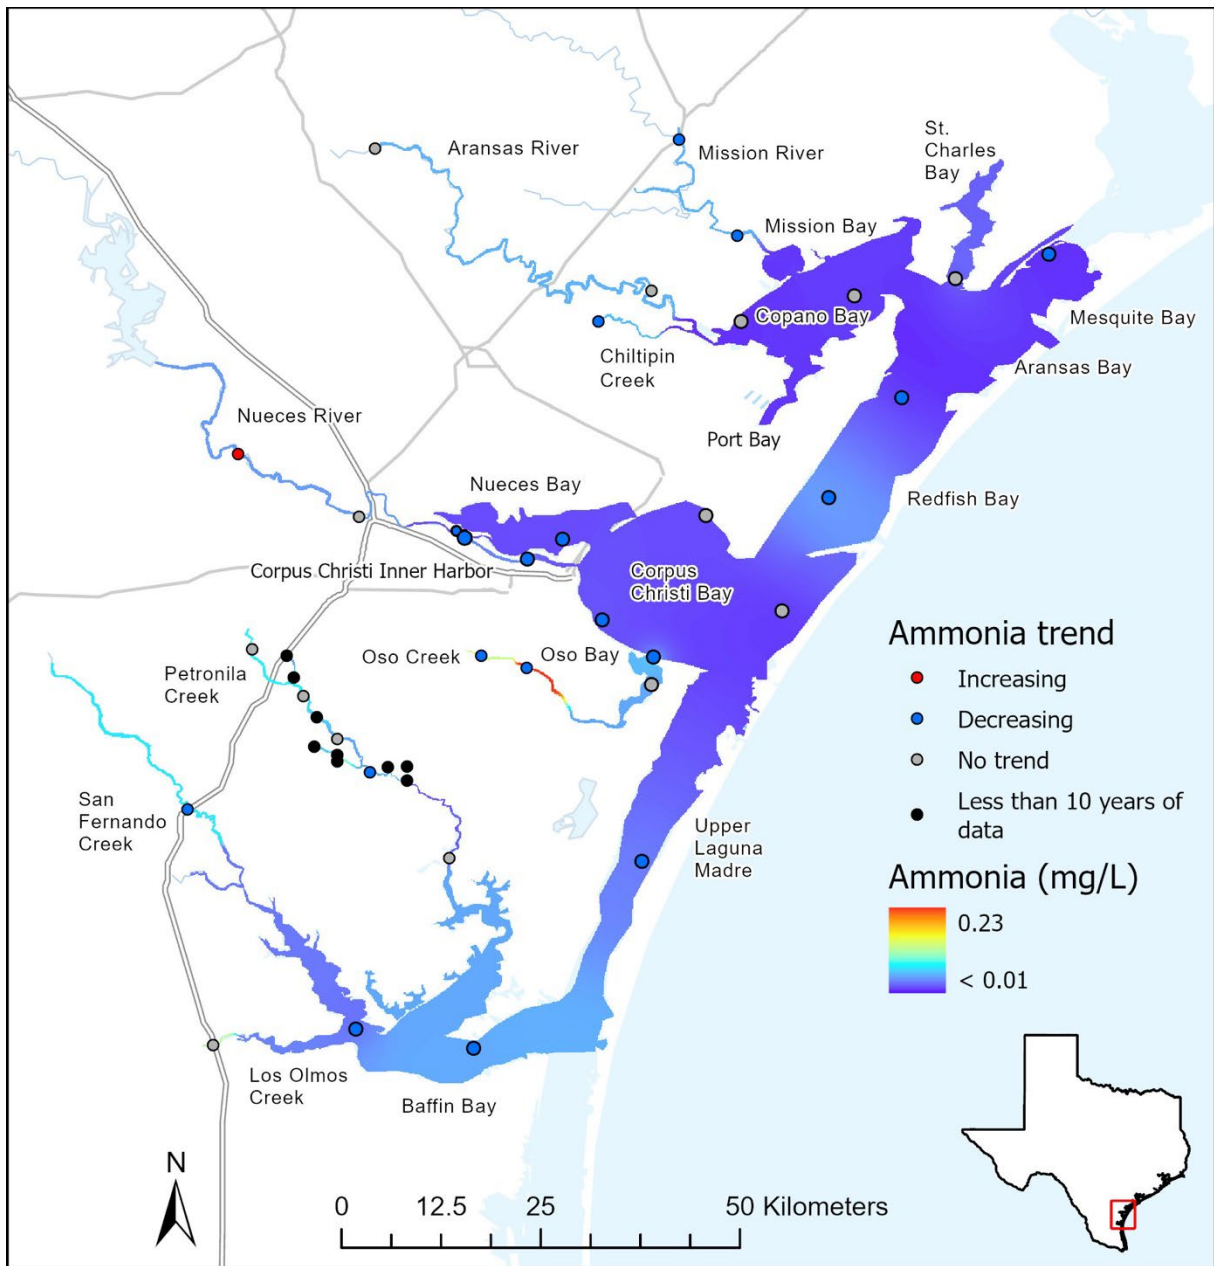 St.
Charles
Bay
Aransas River
Mission River
Mission Bay
Copano Bay
Mesquite Bay
Chiltipin
Creek
Aransas Bay
Nueces River
Port Bay
Nueces Bay
Redfish Bay
Corpus Christi Inner Harbor
Corpus
Christi Bay
Oso Creek
Oso Bay
Petronila
Creek
San
Fernando
Creek
Upper
Laguna
Madre
Los Olmos
Creek
Baffin Bay
Ammonia trend
Increasing
Decreasing
No trend
Less than 10 years of
data
Ammonia (mg/L)
0.23
< 0.01
N
0 12.5 25 50 Kilometers